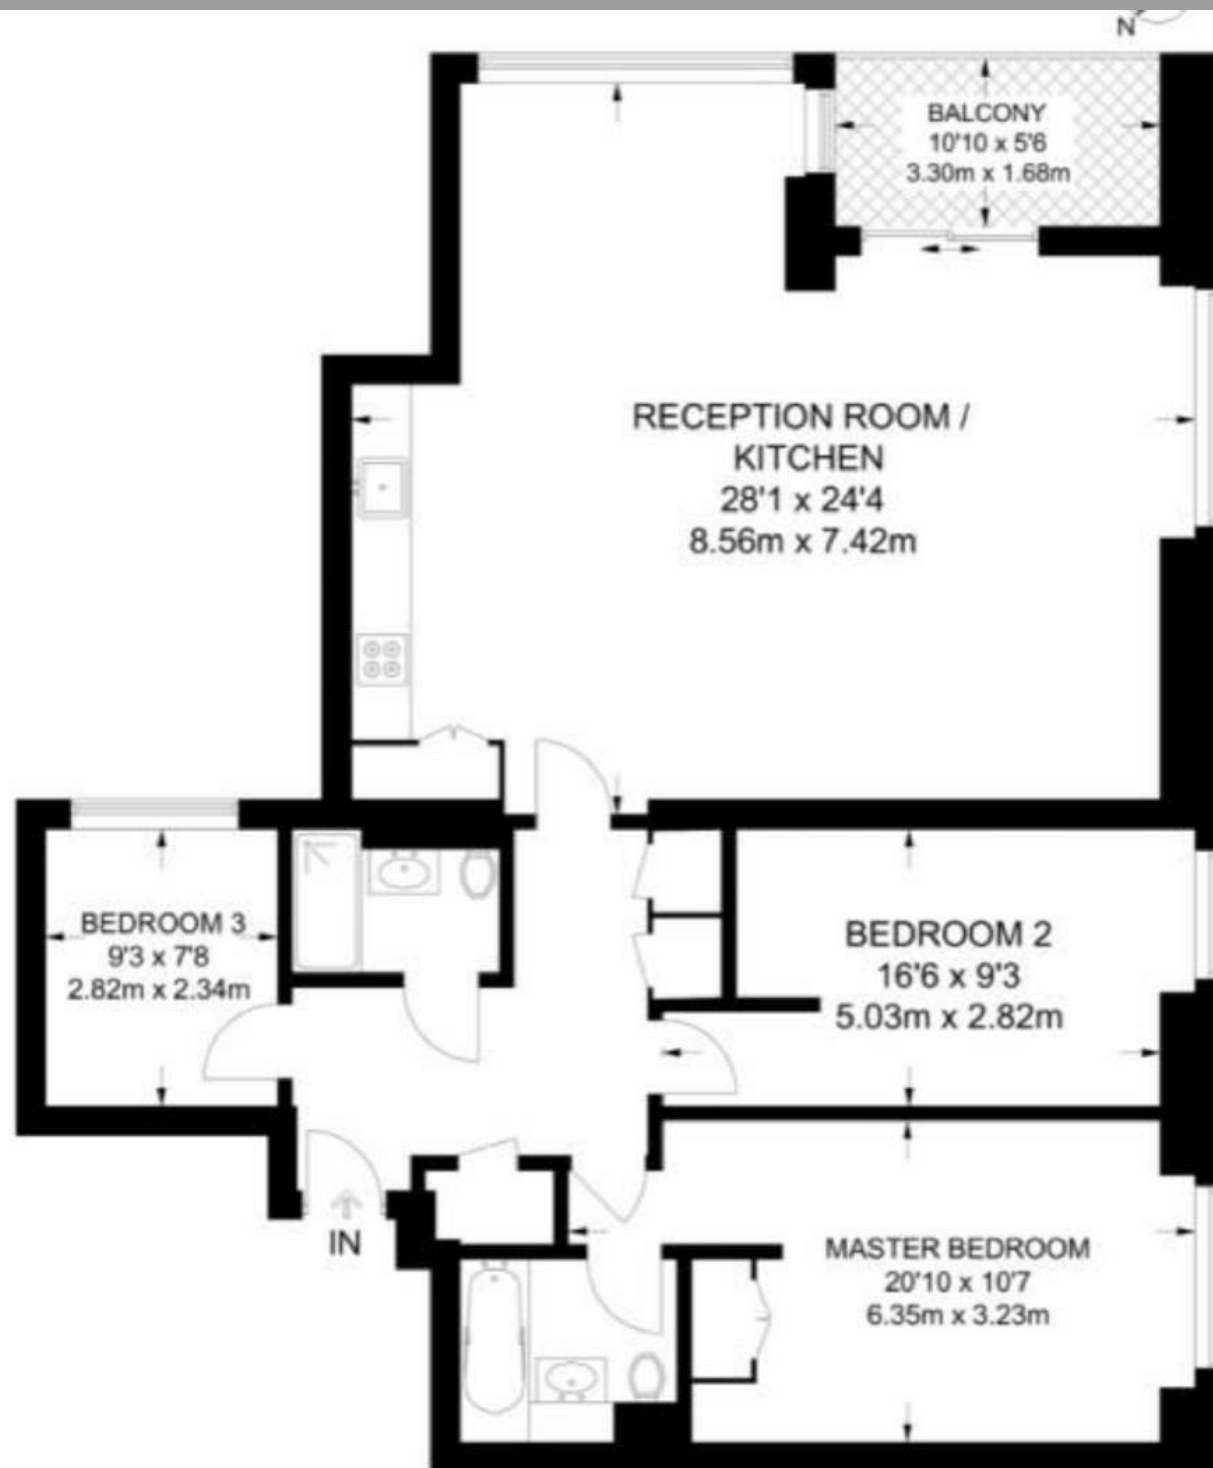 N
BALCONY
10'10 x 5'6
3.30m x 1.68m
RECEPTION ROOM /
KITCHEN
28'1 x 24'4
8.56m x 7.42m
BEDROOM 3
9'3 x 7'8
2.82m x 2.34m
BEDROOM 2
16'6 x 9'3
5.03m x 2.82m
IN
MASTER BEDROOM
20'10 x 10'7
6.35m x 3.23m